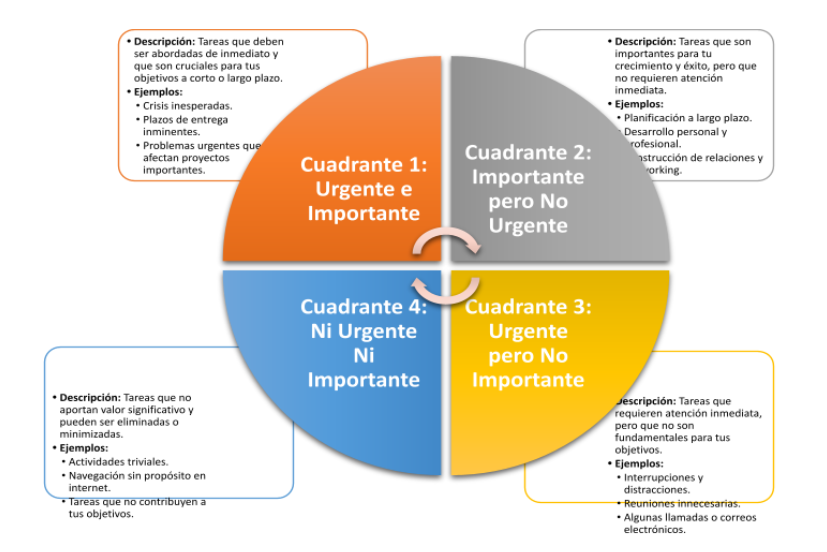 • Descripción: Tareas que deben
ser abordadas de inmediato y
que son cruciales para tus
objetivos a corto o largo plazo.
• Ejemplos:
• Crisis inesperadas.
• Plazos de entrega
inminentes.
• Problemas urgentes que
afectan proyectos
importantes.
Cuadrante 1:
Urgente e
Importante
• Descripción: Tareas que son
importantes para tu
crecimiento y éxito, pero que
no requieren atención
inmediata.
• Ejemplos:
• Planificación a largo plazo.
• Desarrollo personal y
rofesional.
nstrucción de relaciones y
working.
Cuadrante 2:
Importante
pero No
Urgente
Cuadrante 4:
Ni Urgente
Ni
Importante
• Descripción: Tareas que no
aportan valor significativo y
pueden ser eliminadas o
minimizadas.
• Ejemplos:
• Actividades triviales.
• Navegación sin propósito en
internet.
• Tareas que no contribuyen a
tus objetivos.
Cuadrante 3:
Urgente
pero No
Importante
Descripción: Tareas que
requieren atención inmediata,
pero que no son
fundamentales para tus
objetivos.
• Ejemplos:
• Interrupciones y
distracciones.
• Reuniones innecesarias.
• Algunas llamadas o correos
electrónicos.